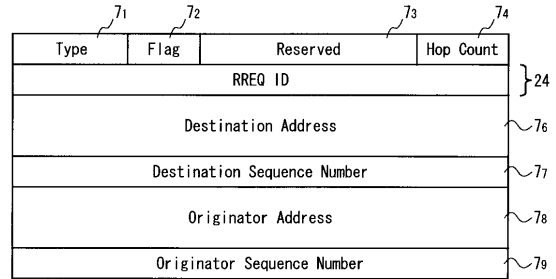 7₁ 7₂ 7₃ 7₄
Type Flag Reserved Hop Count
RREQ ID 24
Destination Address 7₆
Destination Sequence Number 7₇
Originator Address 7₈
Originator Sequence Number 7₉